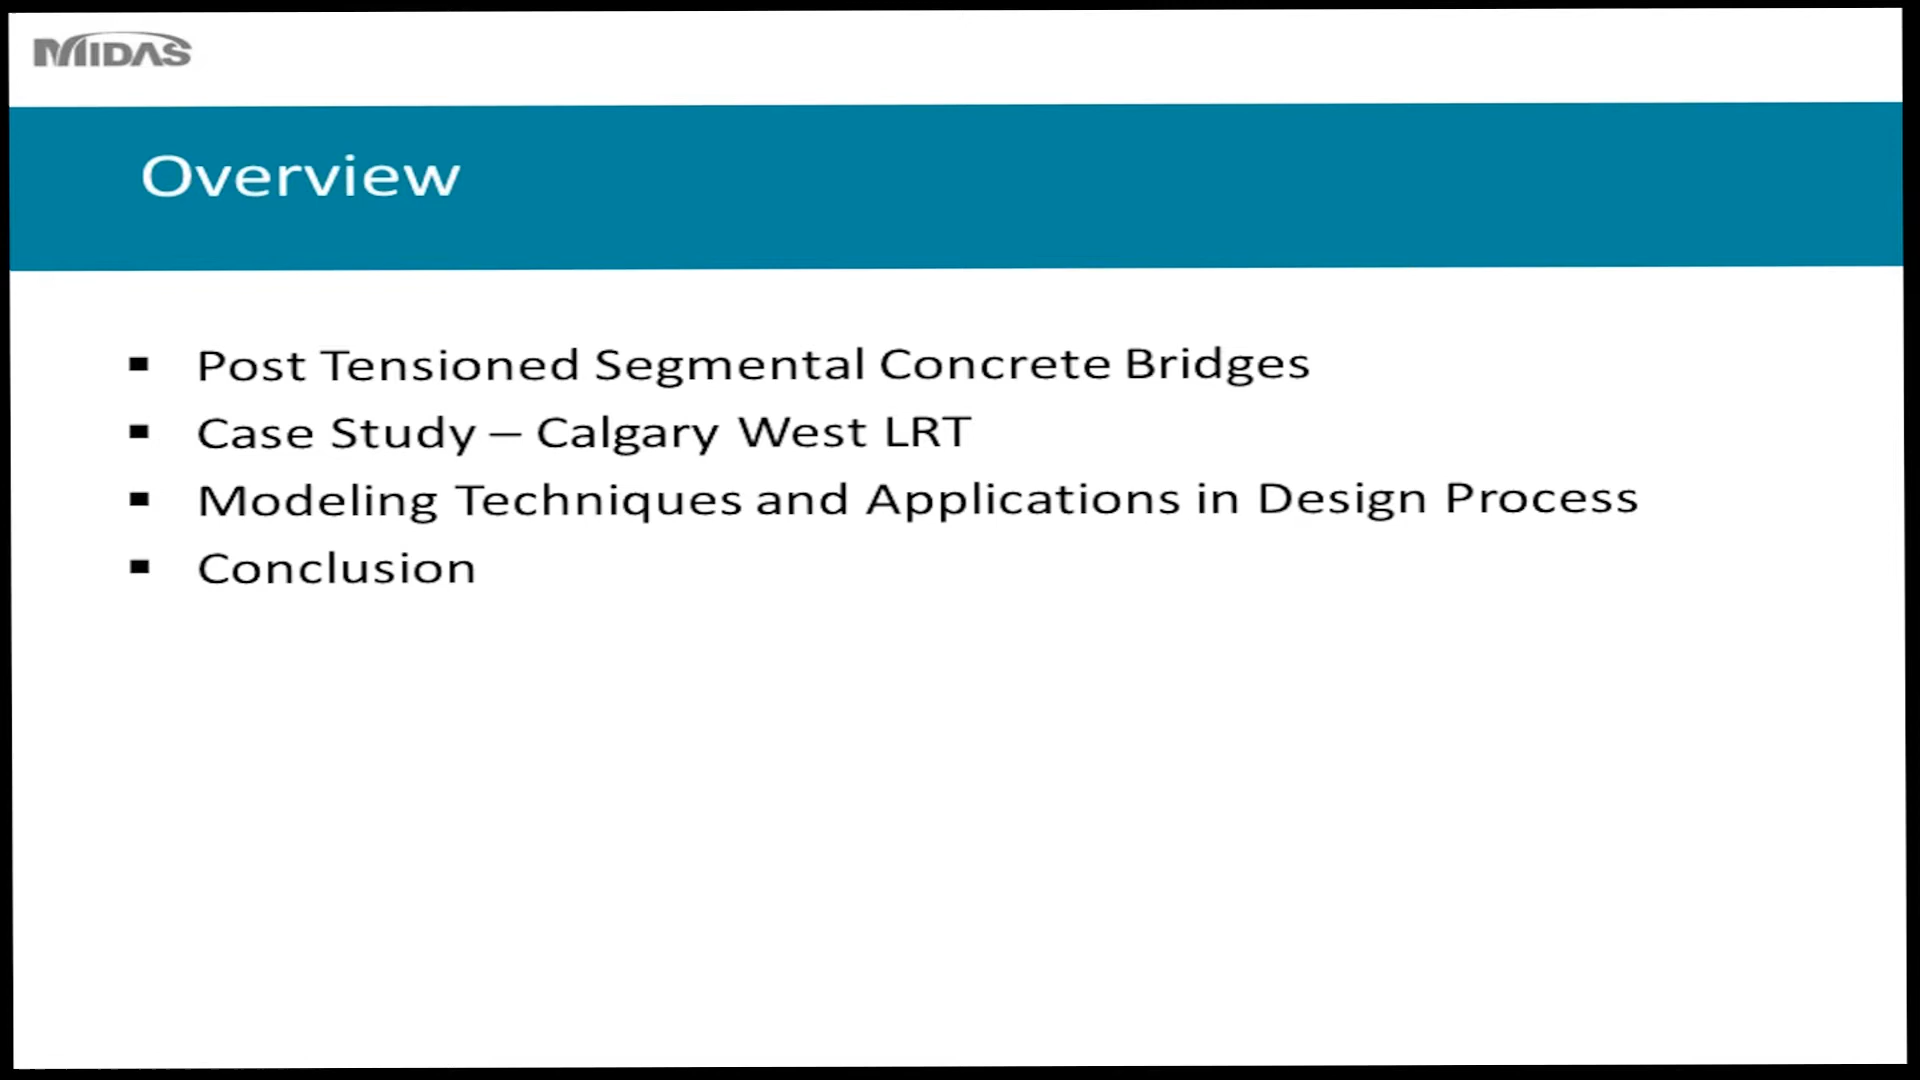 MIDAS
Overview
▪ Post Tensioned Segmental Concrete Bridges
▪ Case Study – Calgary West LRT
▪ Modeling Techniques and Applications in Design Process
▪ Conclusion